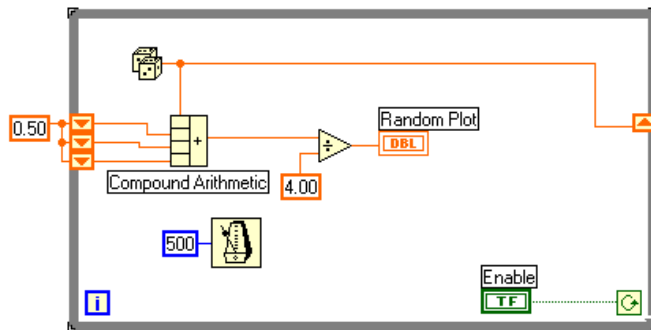 Random Plot
0.50
+
÷
DBL
Compound Arithmetic
4.00
500
Enable
i
TF